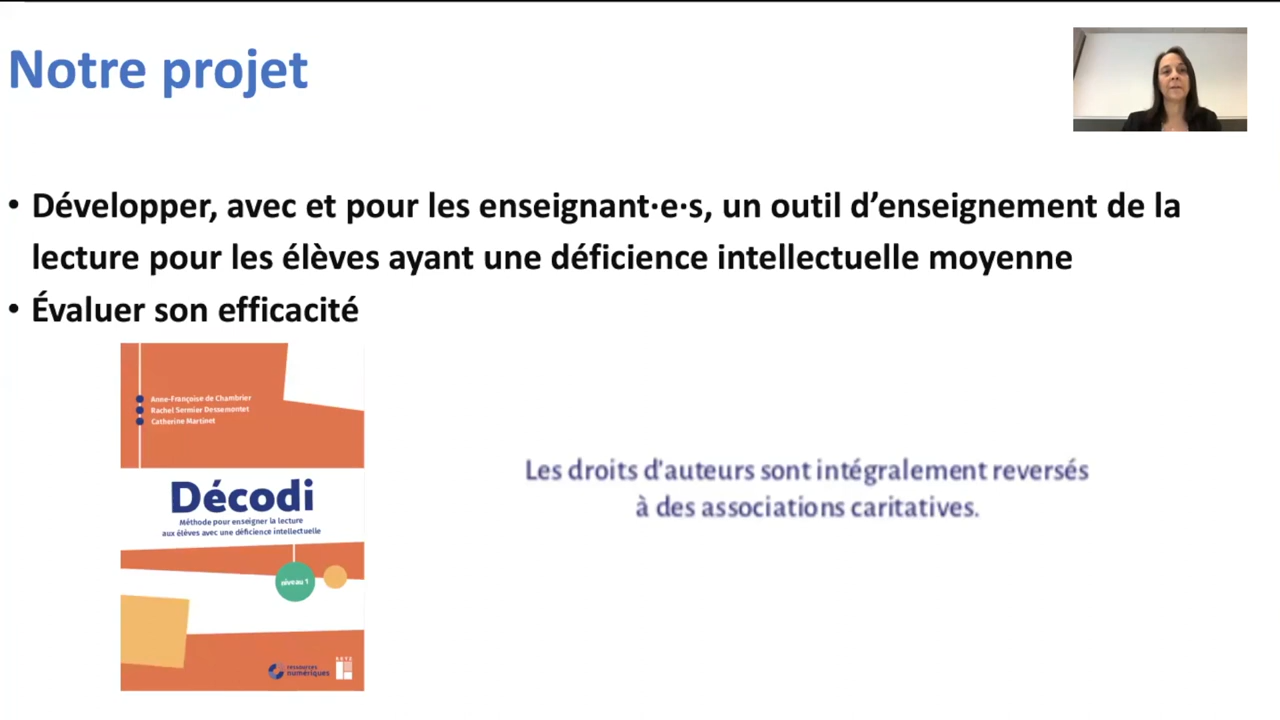 Notre projet
• Développer, avec et pour les enseignant·e·s, un outil d’enseignement de la
lecture pour les élèves ayant une déficience intellectuelle moyenne
• Évaluer son efficacité
Anne-Françoise de Chambrier
Rachel Sermier Dessemontet
Catherine Martinet
Décodi
Méthode pour enseigner la lecture
aux élèves avec une déficience intellectuelle
niveau 1
ressources
numériques
RETZ
Les droits d'auteurs sont intégralement reversés
à des associations caritatives.